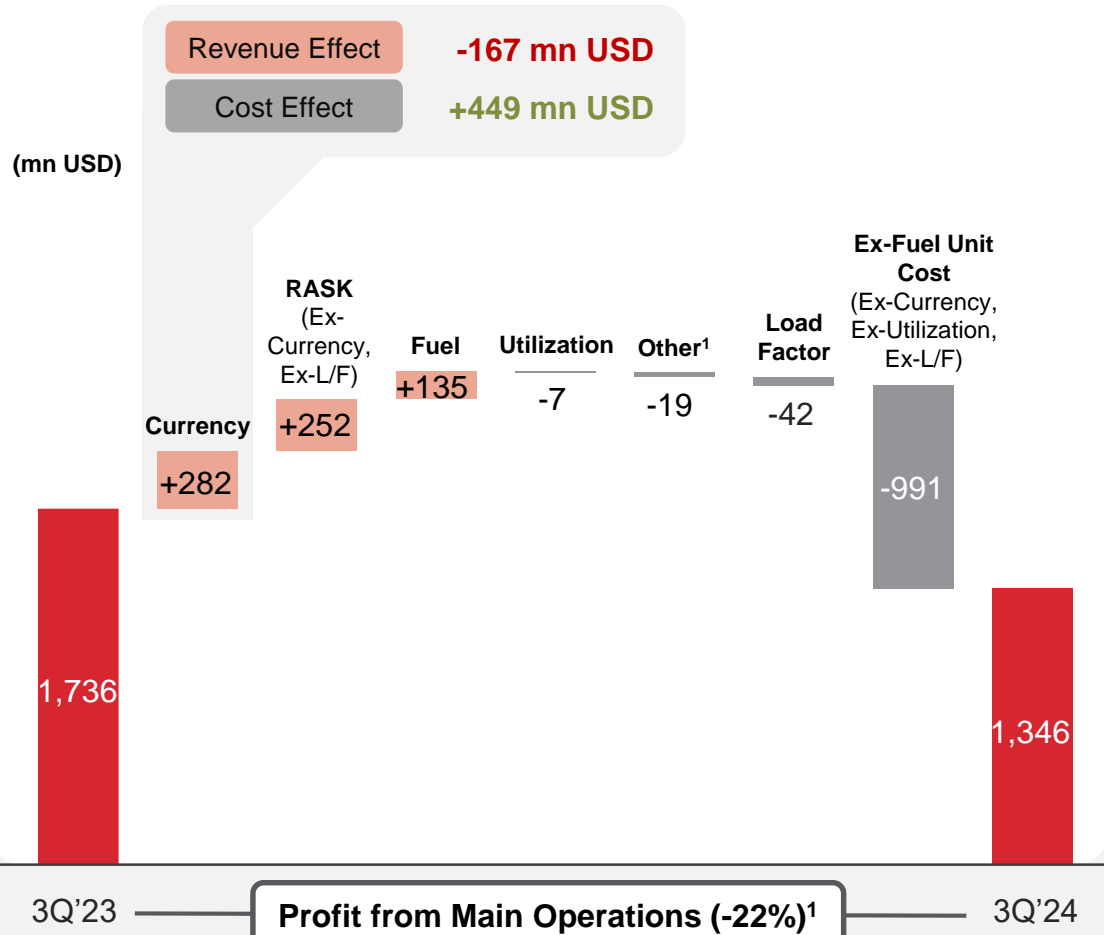 Revenue Effect -167 mn USD
Cost Effect +449 mn USD
(mn USD)
1,736
Currency
+282
RASK
(Ex-
Currency,
Ex-L/F)
+252
Fuel
+135
Utilization
-7
Other¹
-19
Load
Factor
-42
Ex-Fuel Unit
Cost
(Ex-Currency,
Ex-Utilization,
Ex-L/F)
-991
1,346
3Q’23
Profit from Main Operations (-22%)¹
3Q’24